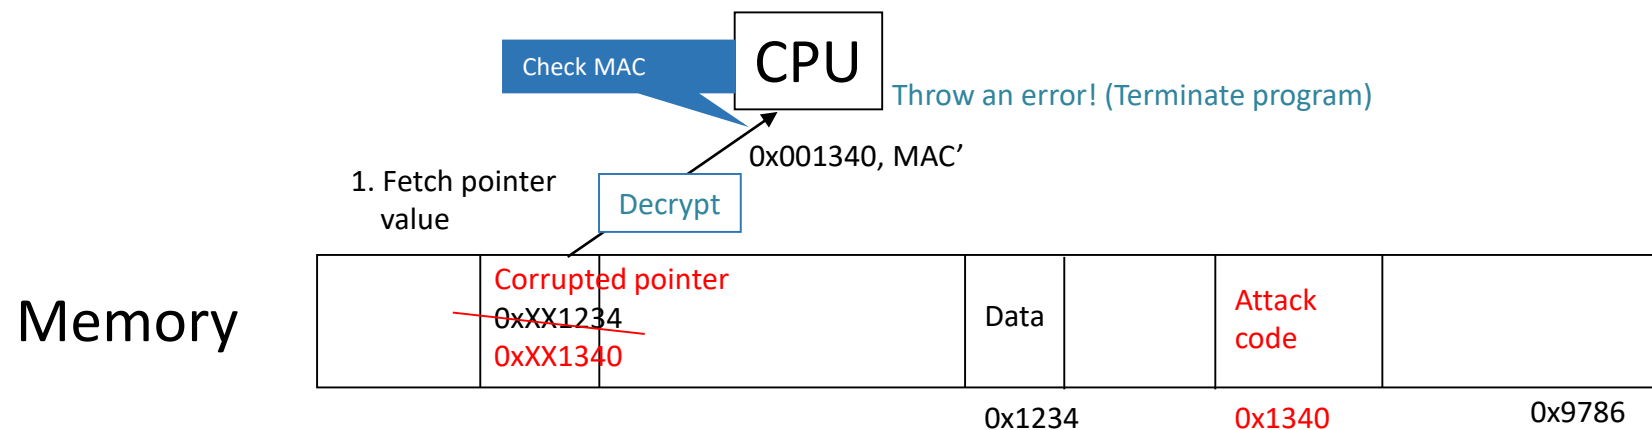 CPU
Check MAC
Throw an error! (Terminate program)
0x001340, MAC’
1. Fetch pointer
value
Decrypt
Memory
Corrupted pointer
0xXX1234
0xXX1340
Data
Attack
code
0x1234
0x1340
0x9786